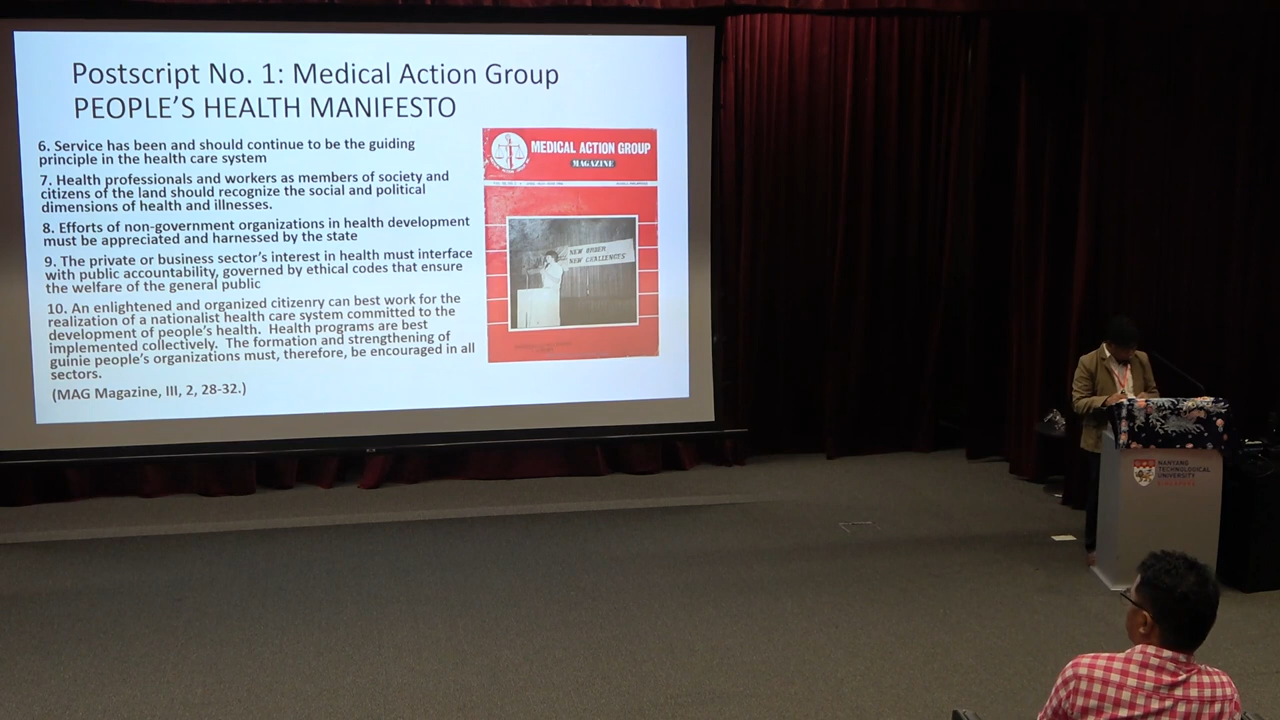 Postscript No. 1: Medical Action Group
PEOPLE'S HEALTH MANIFESTO
6. Service has been and should continue to be the guiding
principle in the health care system
7. Health professionals and workers as members of society and
citizens of the land should recognize the social and political
dimensions of health and illnesses.
8. Efforts of non-government organizations in health development
must be appreciated and harnessed by the state
9. The private or business sector's interest in health must interface
with public accountability, governed by ethical codes that ensure
the welfare of the general public
10. An enlightened and organized citizenry can best work for the
realization of a nationalist health care system committed to the
development of people's health. Health programs are best
implemented collectively. The formation and strengthening of
guinie people's organizations must, therefore, be encouraged in all
sectors.
(MAG Magazine, III, 2, 28-32.)
MEDICAL ACTION GROUP
MAGAZINE
NEW ORDER
NEW CHALLENGES
NANYANG
TECHNOLOGICAL
UNIVERSITY
SINGAPORE